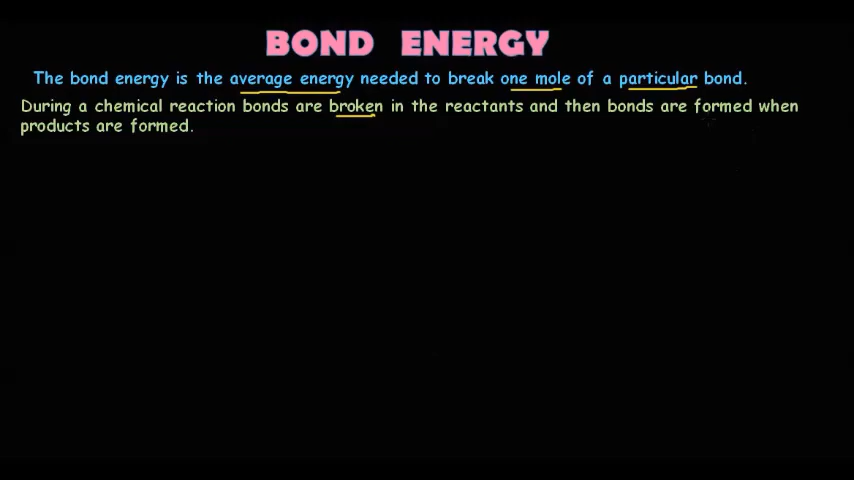 BOND ENERGY
The bond energy is the average energy needed to break one mole of a particular bond.
During a chemical reaction bonds are broken in the reactants and then bonds are formed when
products are formed.